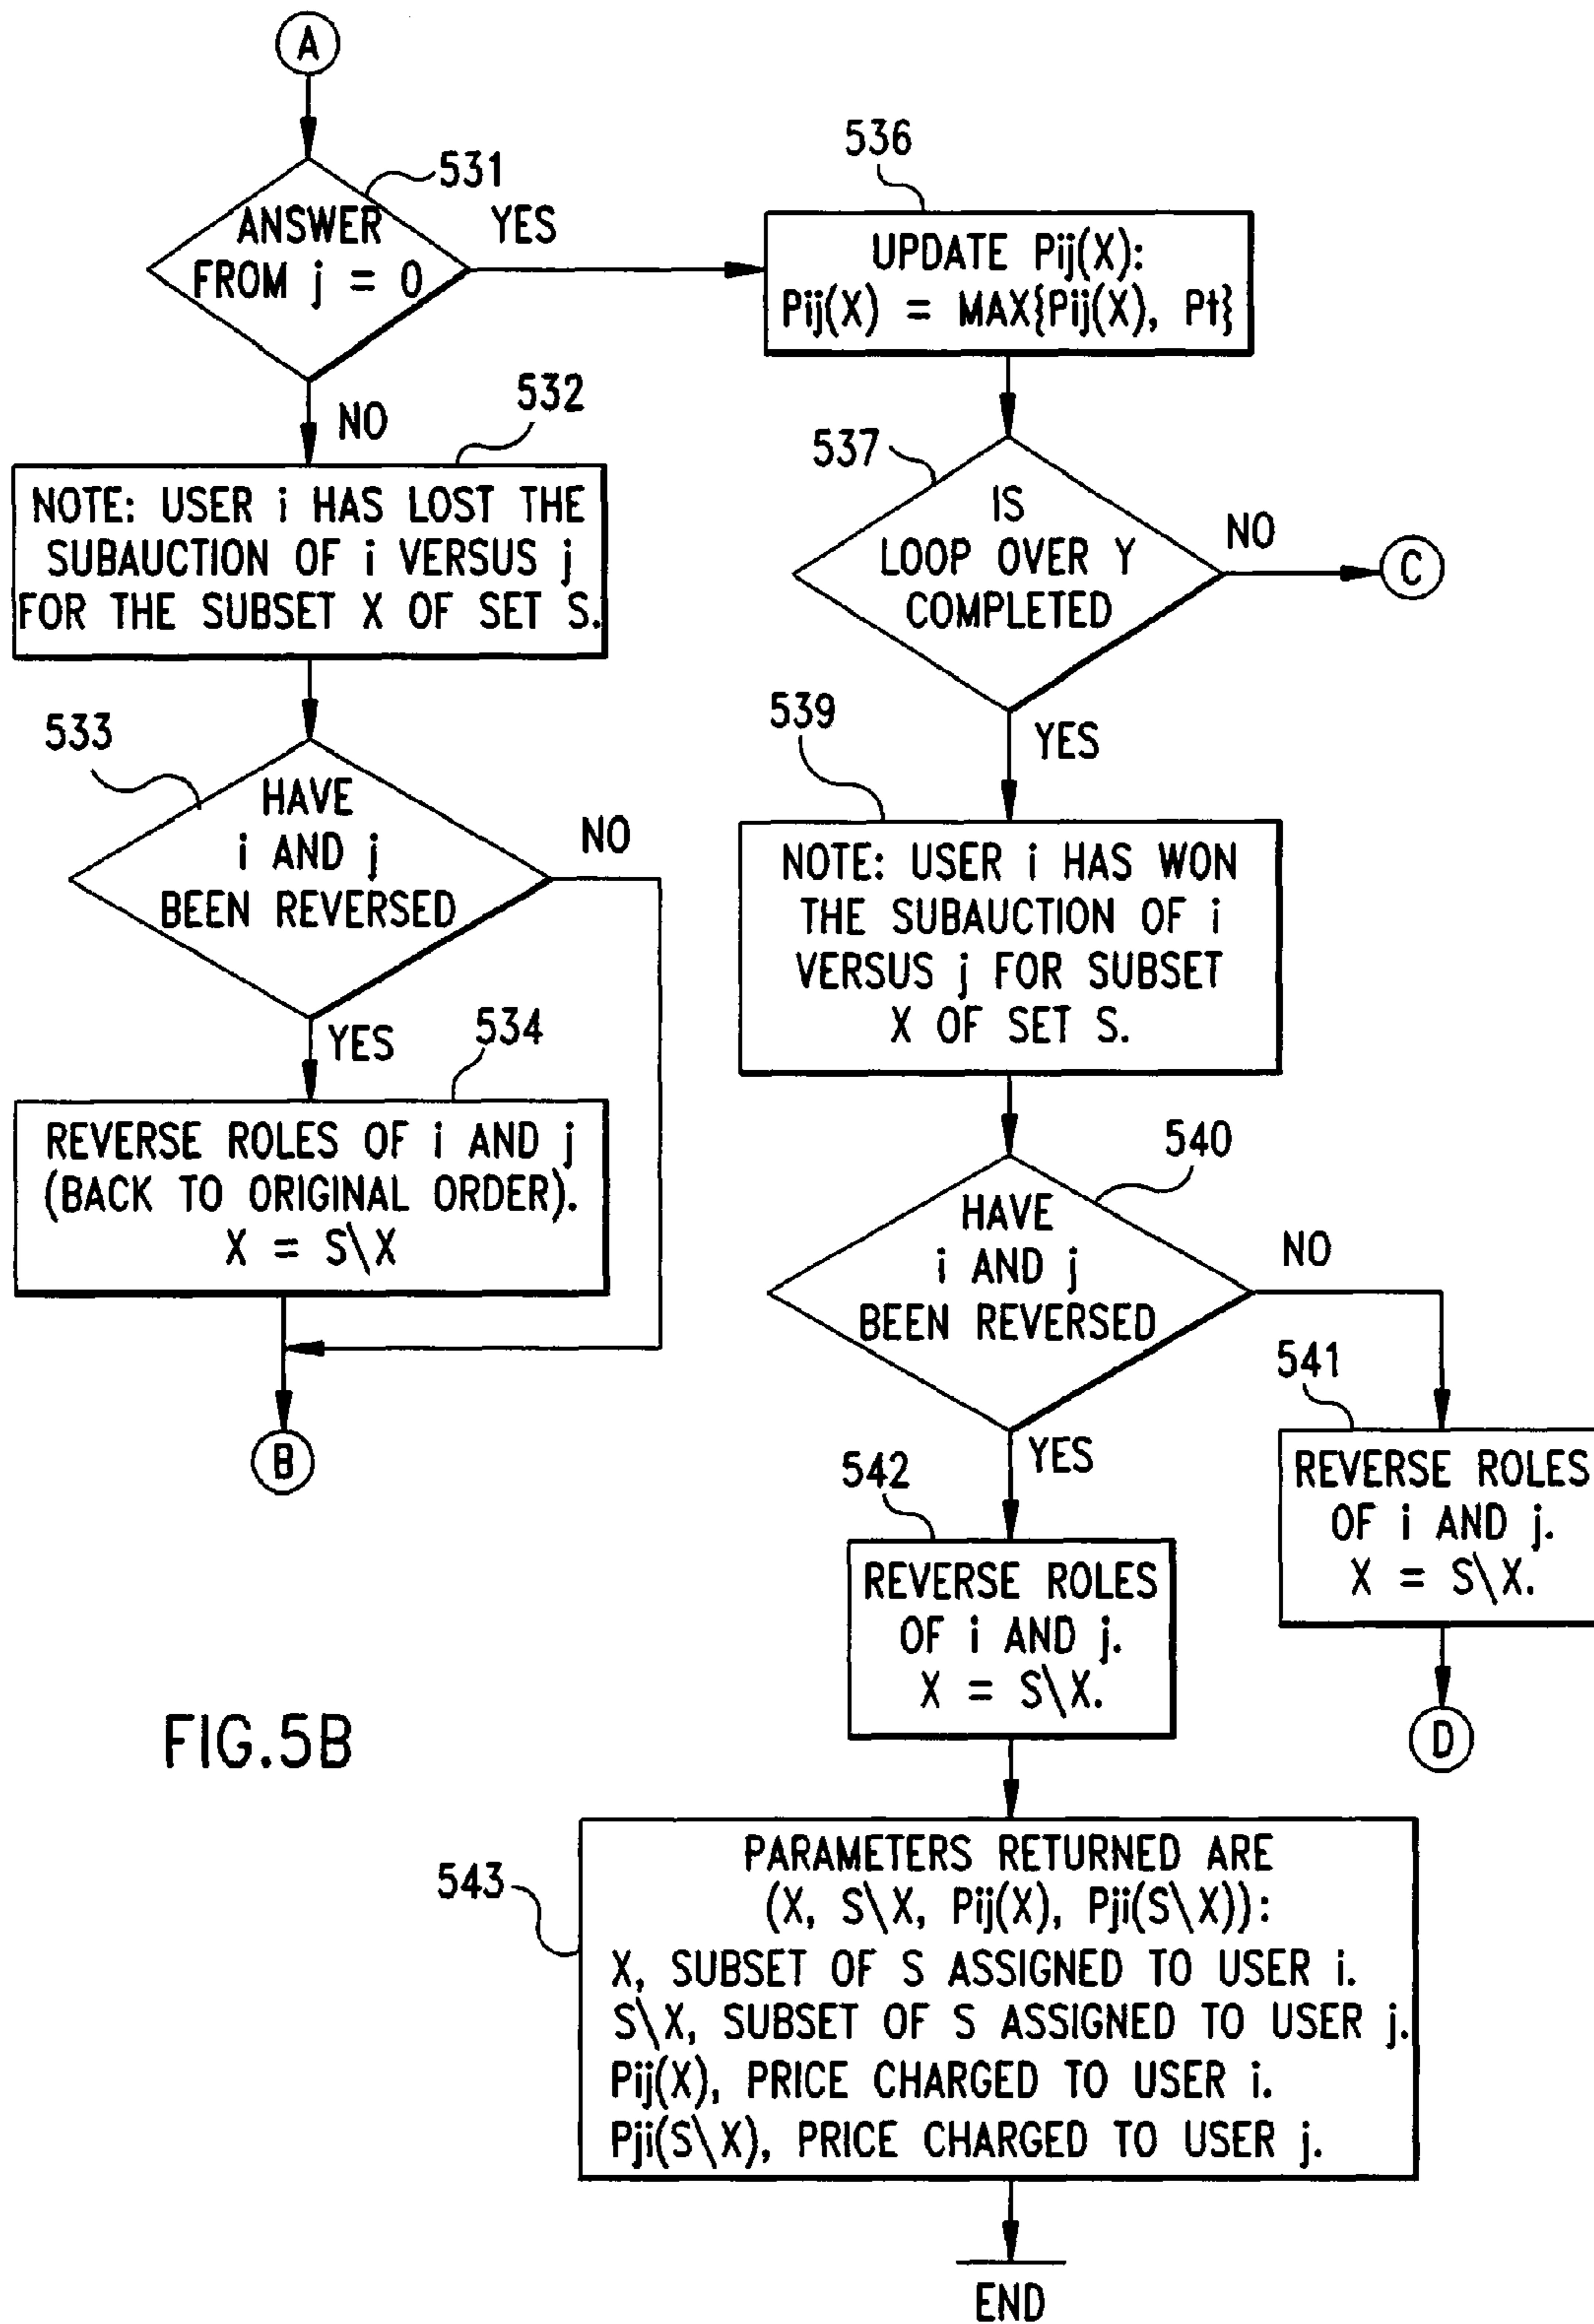 A
531
ANSWER
FROM j = 0
YES
NO
532
NOTE: USER i HAS LOST THE
SUBAUCTION OF i VERSUS j
FOR THE SUBSET X OF SET S.
533
HAVE
i AND j
BEEN REVERSED
NO
YES
534
REVERSE ROLES OF i AND j
(BACK TO ORIGINAL ORDER).
X = S\X
B
536
UPDATE Pij(X):
Pij(X) = MAX{Pij(X), Pt}
537
IS
LOOP OVER Y
COMPLETED
NO
C
YES
539
NOTE: USER i HAS WON
THE SUBAUCTION OF i
VERSUS j FOR SUBSET
X OF SET S.
540
HAVE
i AND j
BEEN REVERSED
NO
541
REVERSE ROLES
OF i AND j.
X = S\X.
D
YES
542
REVERSE ROLES
OF i AND j.
X = S\X.
543
PARAMETERS RETURNED ARE
(X, S\X, Pij(X), Pji(S\X)):
X, SUBSET OF S ASSIGNED TO USER i.
S\X, SUBSET OF S ASSIGNED TO USER j.
Pij(X), PRICE CHARGED TO USER i.
Pji(S\X), PRICE CHARGED TO USER j.
END
FIG.5B